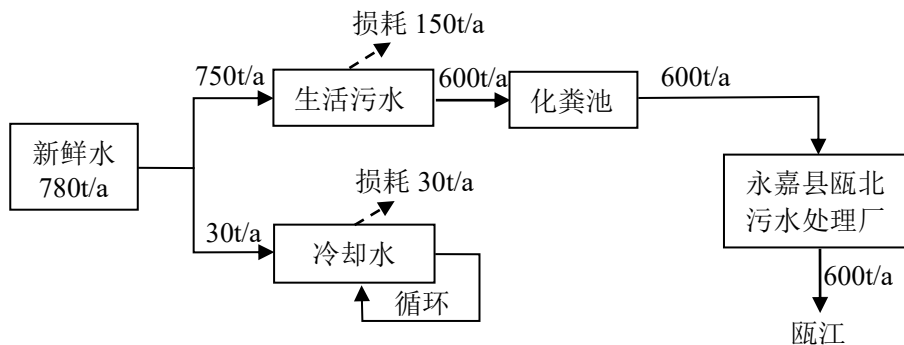 损耗 150t/a
750t/a
生活污水
600t/a
化粪池
600t/a
新鲜水
780t/a
损耗 30t/a
30t/a
冷却水
循环
永嘉县瓯北
污水处理厂
600t/a
瓯江